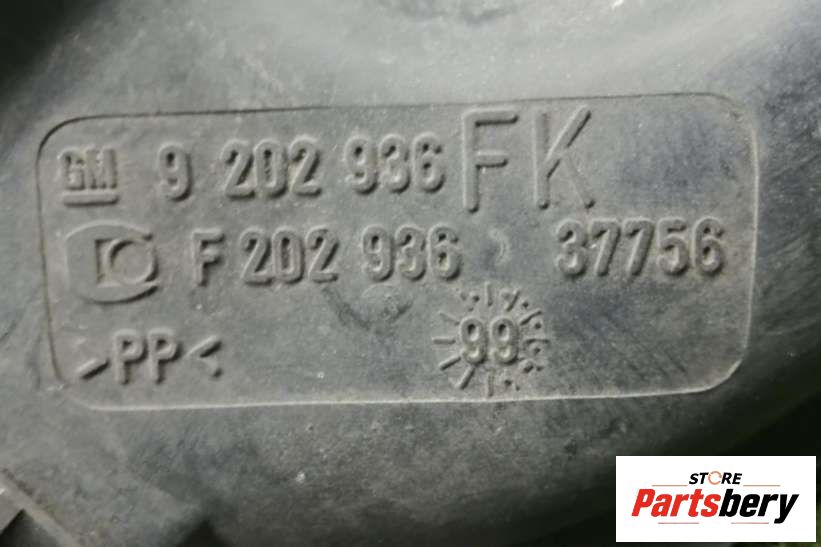 GM 9 202 936 FK
F 202 936 37756
>PP< 99
STORE
Partsbery